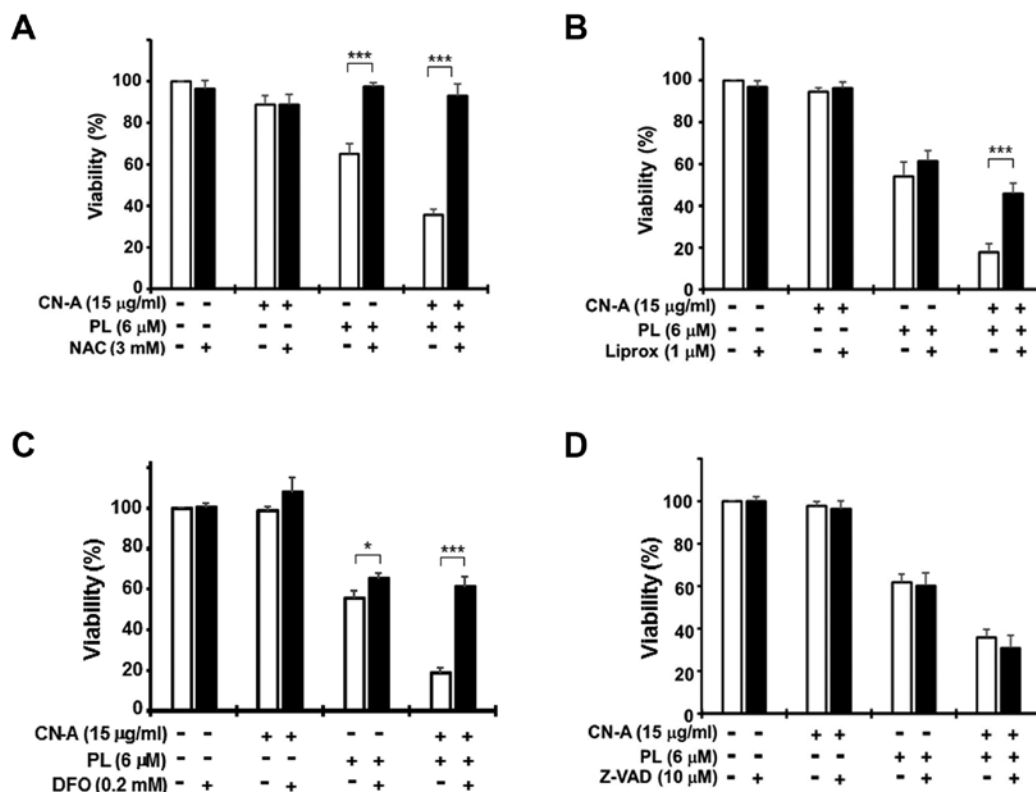 A
***
***
Viability (%)
100
80
60
40
20
0
CN-A (15 μg/ml) - - + + - - + +
PL (6 μM) - - - - + + + +
NAC (3 mM) - + - + - + - +
B
***
Viability (%)
100
80
60
40
20
0
CN-A (15 μg/ml) - - + + - - + +
PL (6 μM) - - - - + + + +
Liprox (1 μM) - + - + - + - +
C
*
***
Viability (%)
100
80
60
40
20
0
CN-A (15 μg/ml) - - + + - - + +
PL (6 μM) - - - - + + + +
DFO (0.2 mM) - + - + - + - +
D
Viability (%)
100
80
60
40
20
0
CN-A (15 μg/ml) - - + + - - + +
PL (6 μM) - - - - + + + +
Z-VAD (10 μM) - + - + - + - +